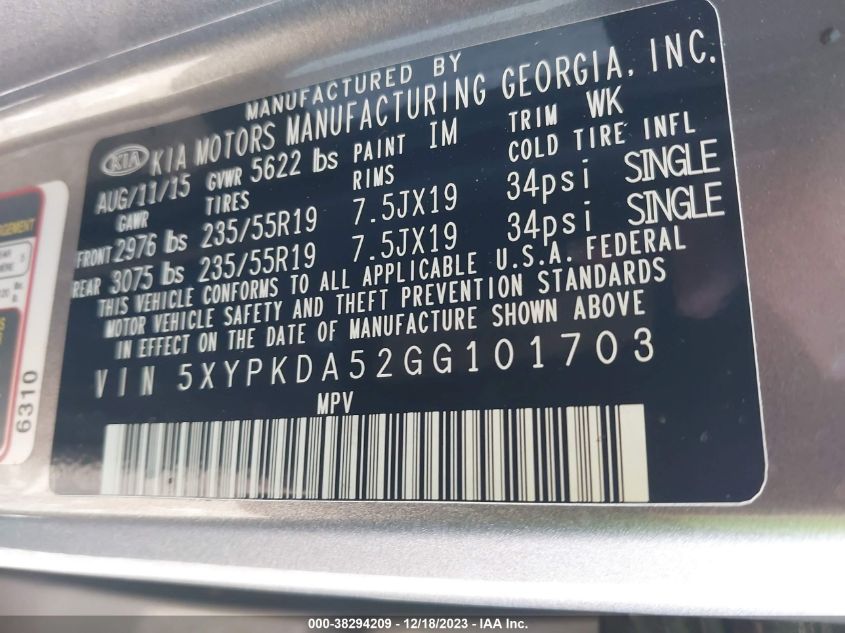 MANUFACTURED BY
KIA KIA MOTORS MANUFACTURING GEORGIA, INC.
AUG/11/15 GVWR 5622 lbs PAINT IM TRIM WK
GAWR TIRES RIMS COLD TIRE INFL
FRONT 2976 lbs 235/55R19 7.5JX19 34psi SINGLE
REAR 3075 lbs 235/55R19 7.5JX19 34psi SINGLE
THIS VEHICLE CONFORMS TO ALL APPLICABLE U.S.A. FEDERAL
MOTOR VEHICLE SAFETY AND THEFT PREVENTION STANDARDS
IN EFFECT ON THE DATE OF MANUFACTURE SHOWN ABOVE
VIN 5XYPKDA52GG101703
MPV
6310
000-38294209 - 12/18/2023 - IAA Inc.